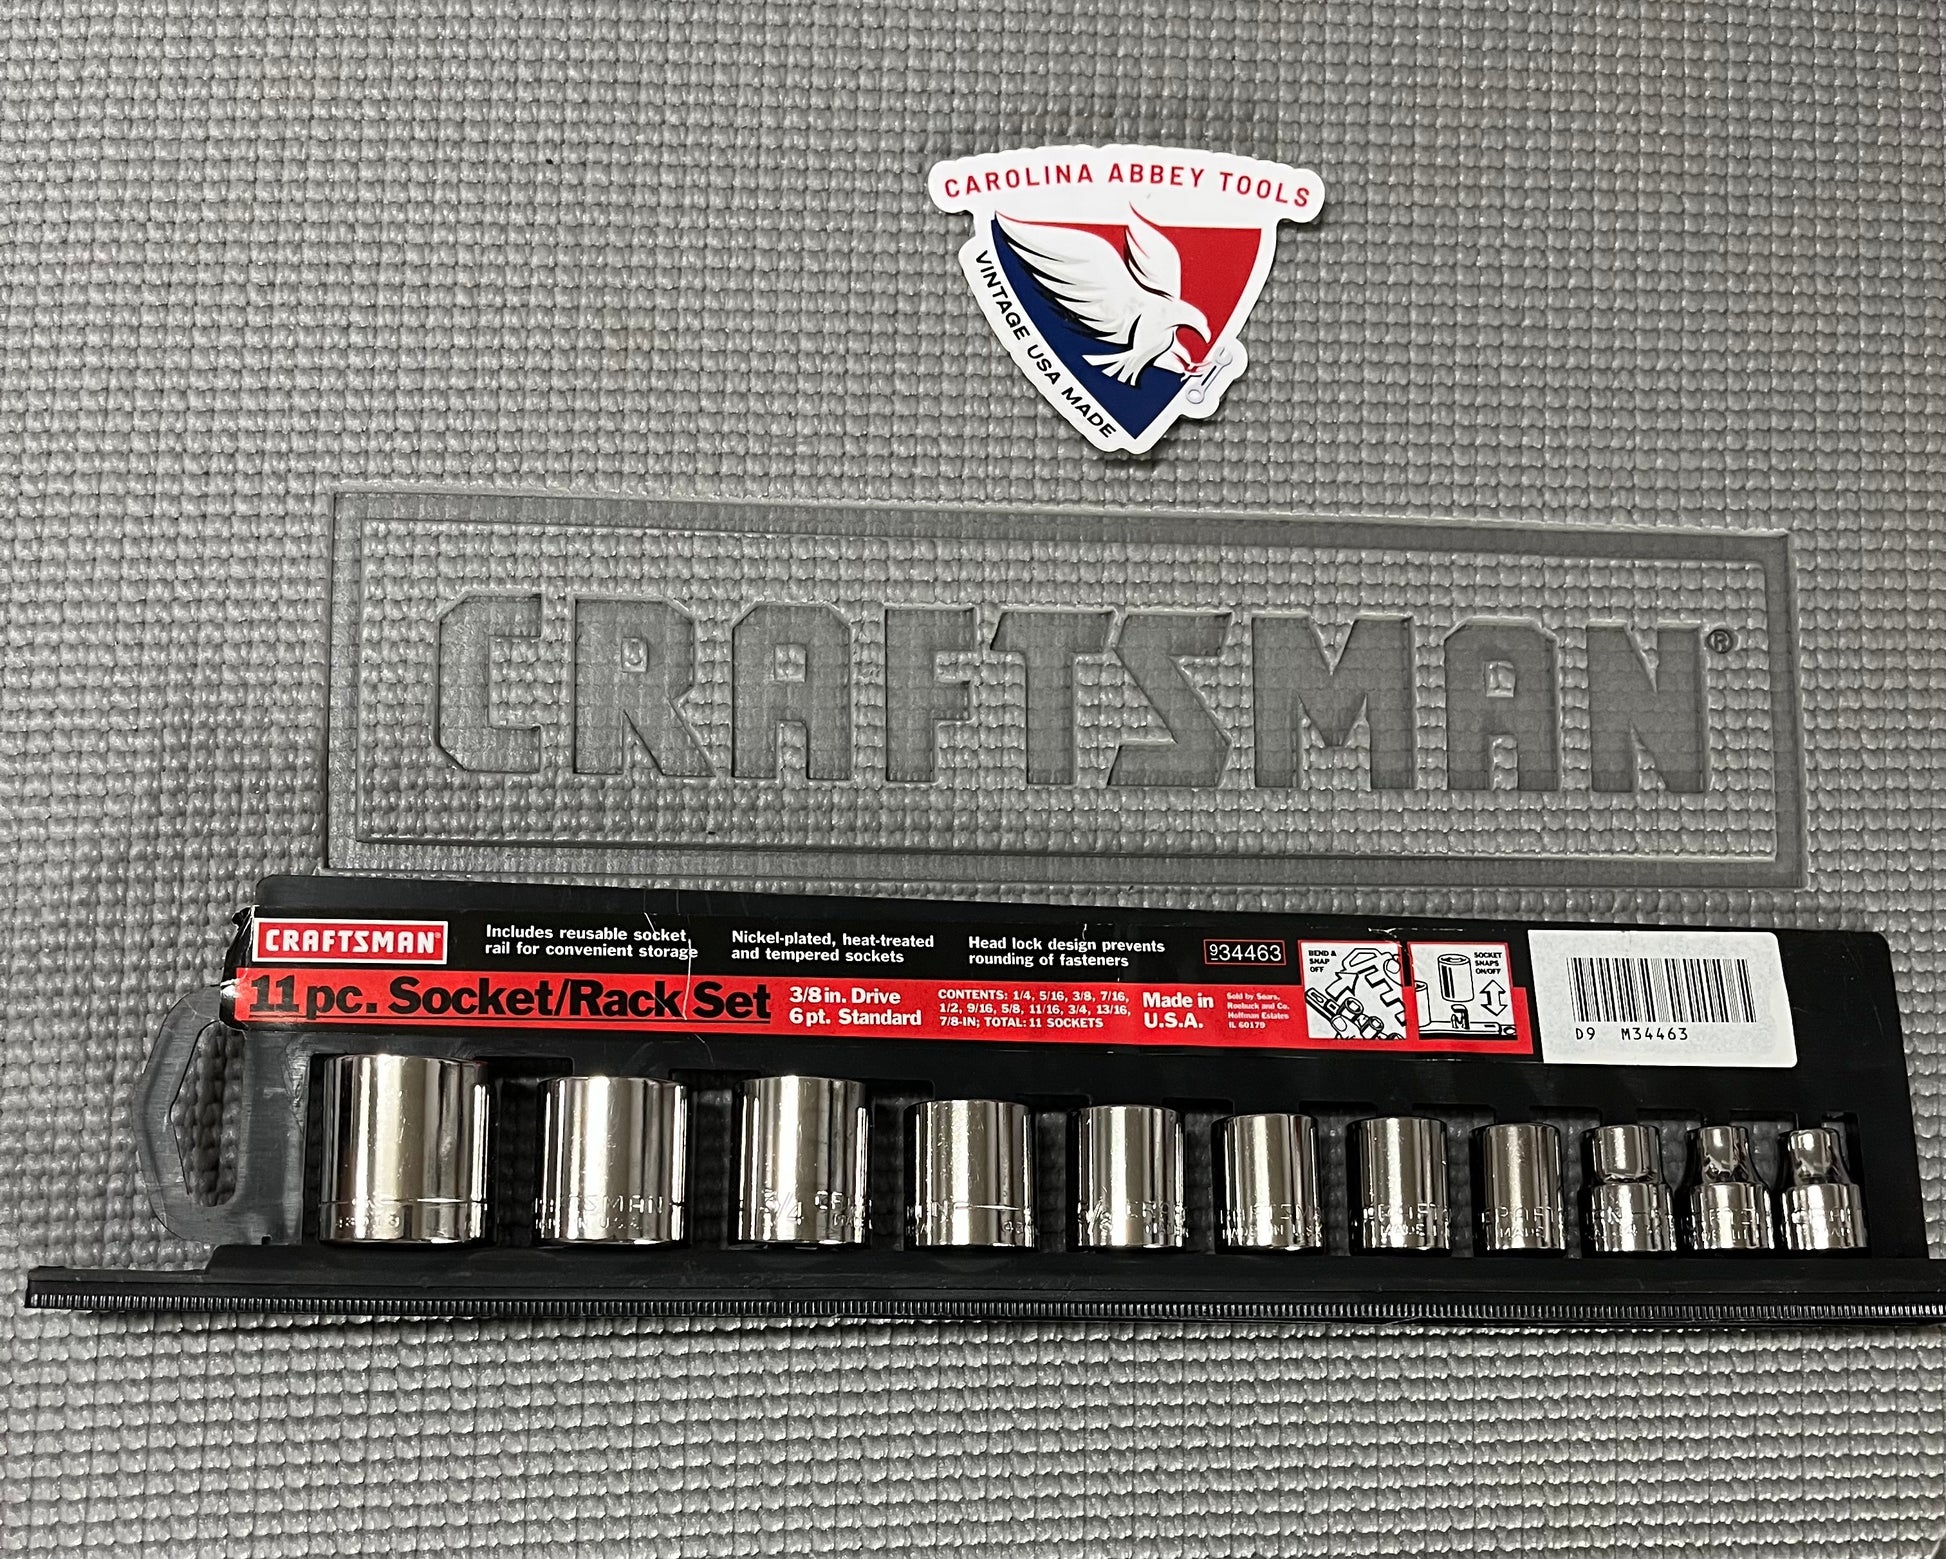 CAROLINA ABBEY TOOLS
VINTAGE USA MADE
CRAFTSMAN®
CRAFTSMAN®
Includes reusable socket
rail for convenient storage
Nickel-plated, heat-treated
and tempered sockets
Head lock design prevents
rounding of fasteners
934463
BEND &
SNAP
OFF
SOCKET
SNAPS
ON/OFF
11 pc. Socket/Rack Set
3/8 in. Drive
6 pt. Standard
CONTENTS: 1/4, 5/16, 3/8, 7/16,
1/2, 9/16, 5/8, 11/16, 3/4, 13/16,
7/8-IN; TOTAL: 11 SOCKETS
Made in
U.S.A.
Sold by Sears,
Roebuck and Co.
Hoffman Estates
IL 60179
D9 M34463
3/4